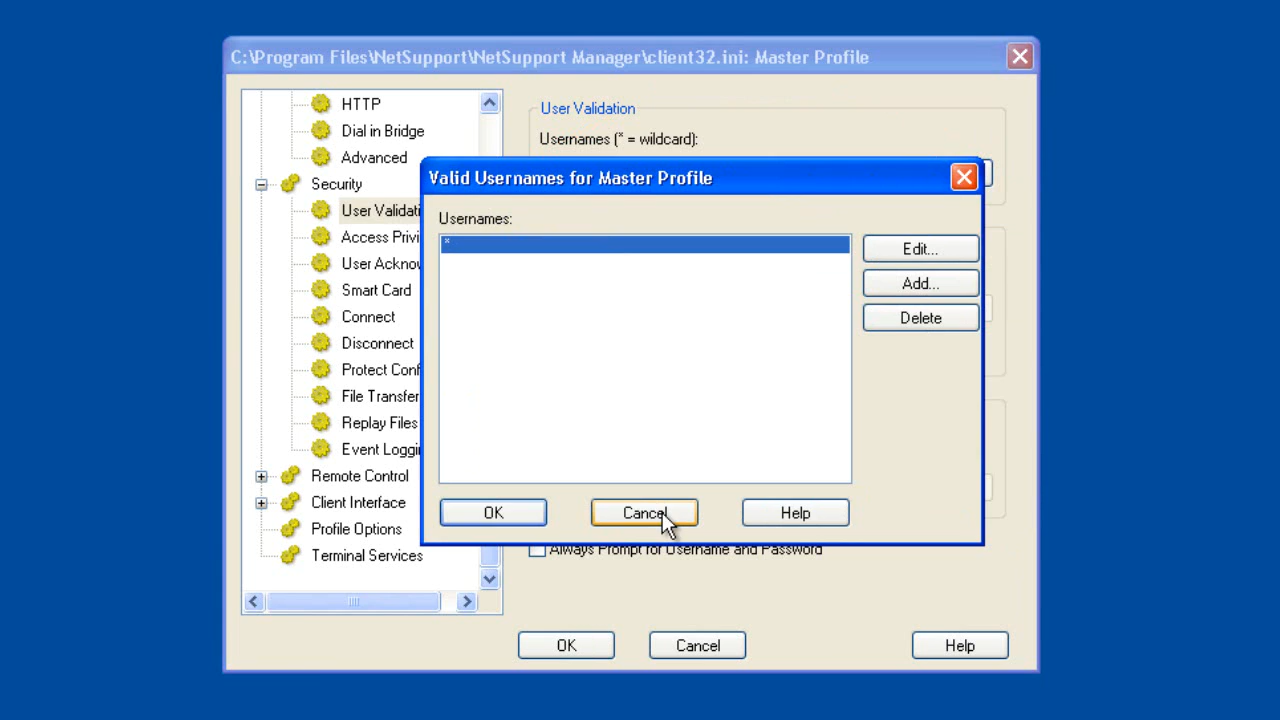 C:\Program Files\NetSupport\NetSupport Manager\client32.ini: Master Profile
HTTP
Dial in Bridge
Advanced
Security
User Validati
Access Privi
User Acknow
Smart Card
Connect
Disconnect
Protect Conf
File Transfer
Replay Files
Event Loggi
Remote Control
Client Interface
Profile Options
Terminal Services
User Validation
Usernames (* = wildcard):
Valid Usernames for Master Profile
Usernames:
*
Edit...
Add...
Delete
OK
Cancel
Help
Always Prompt for Username and Password
OK
Cancel
Help